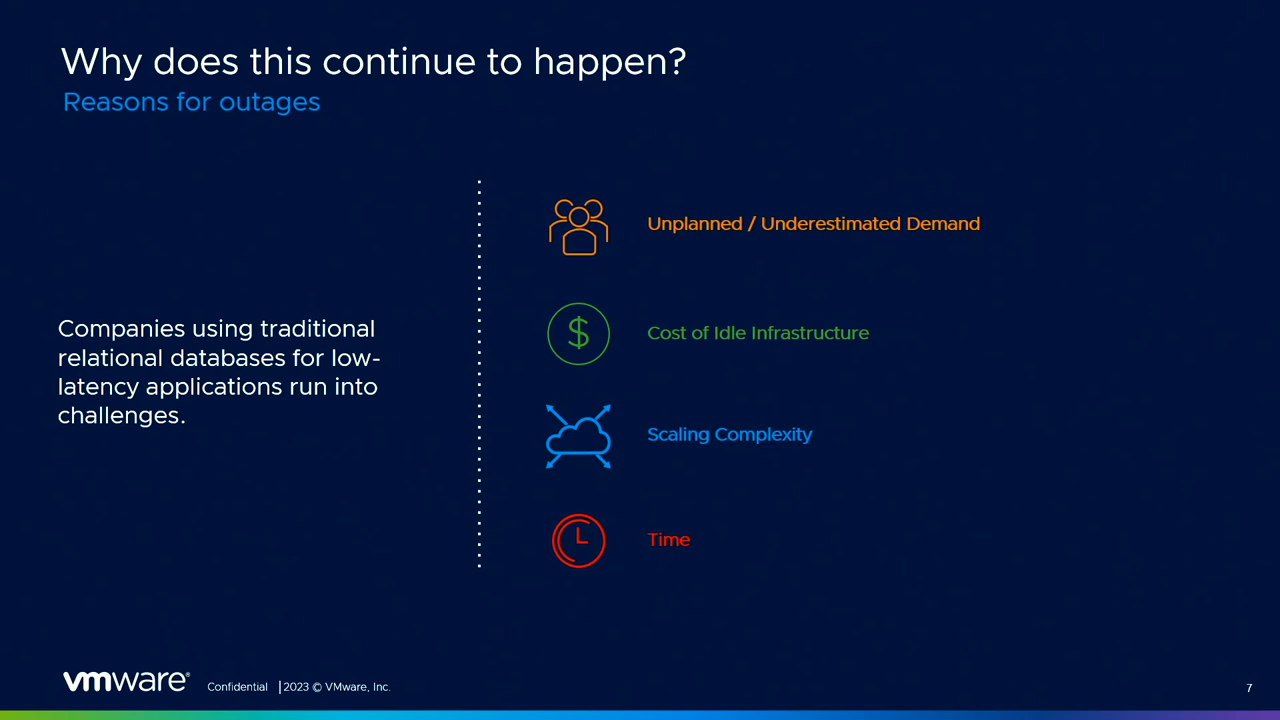 Why does this continue to happen?
Reasons for outages
Companies using traditional
relational databases for low-
latency applications run into
challenges.
Unplanned / Underestimated Demand
$
Cost of Idle Infrastructure
Scaling Complexity
Time
vmware®
Confidential | 2023 © VMware, Inc.
7